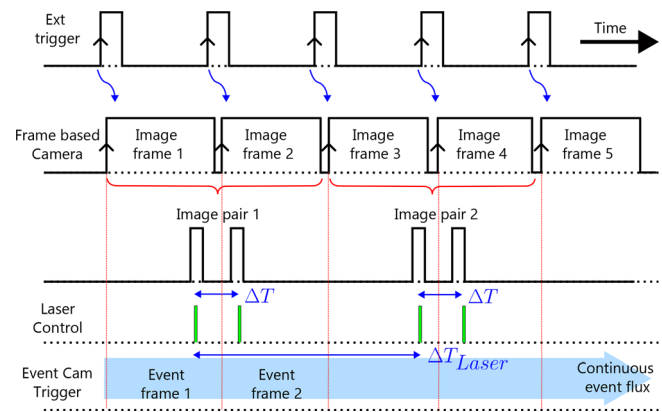 Ext
trigger
Time
Frame based
Camera
Image
frame 1
Image
frame 2
Image
frame 3
Image
frame 4
Image
frame 5
Image pair 1
Image pair 2
ΔT
ΔT
Laser
Control
ΔT_Laser
Event Cam
Trigger
Event
frame 1
Event
frame 2
Continuous
event flux